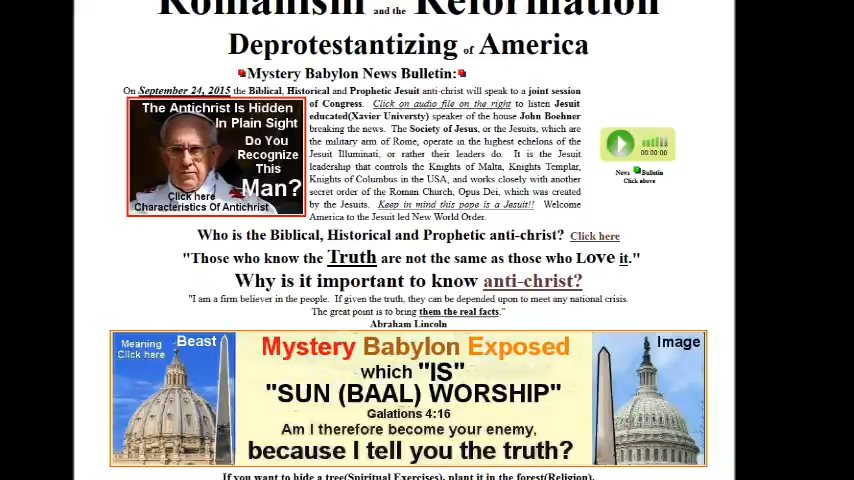 Romanism and the Reformation
Deprotestantizing of America
Mystery Babylon News Bulletin:
On September 24, 2015 the Biblical, Historical and Prophetic Jesuit anti-christ will speak to a joint session
of Congress. Click on audio file on the right to listen Jesuit
educated(Xavier Universty) speaker of the house John Boehner
breaking the news. The Society of Jesus, or the Jesuits, which are
the military arm of Rome, operate in the highest echelons of the
Jesuit Illuminati, or rather their leaders do. It is the Jesuit
leadership that controls the Knights of Malta, Knights Templar,
Knights of Columbus in the USA, and works closely with another
secret order of the Roman Church, Opus Dei, which was created
by the Jesuits. Keep in mind this pope is a Jesuit!! Welcome
America to the Jesuit led New World Order.
The Antichrist Is Hidden
In Plain Sight
Do You
Recognize
This
Man?
Click here
Characteristics Of Antichrist
00:00:00
News Bulletin
Click above
Who is the Biblical, Historical and Prophetic anti-christ? Click here
"Those who know the Truth are not the same as those who Love it."
Why is it important to know anti-christ?
"I am a firm believer in the people. If given the truth, they can be depended upon to meet any national crisis.
The great point is to bring them the real facts."
Abraham Lincoln
Meaning
Click here
Beast
Mystery Babylon Exposed
which "IS"
"SUN (BAAL) WORSHIP"
Galations 4:16
Am I therefore become your enemy,
because I tell you the truth?
Image
If you want to hide a tree(Spiritual Exercises), plant it in the forest(Religion).